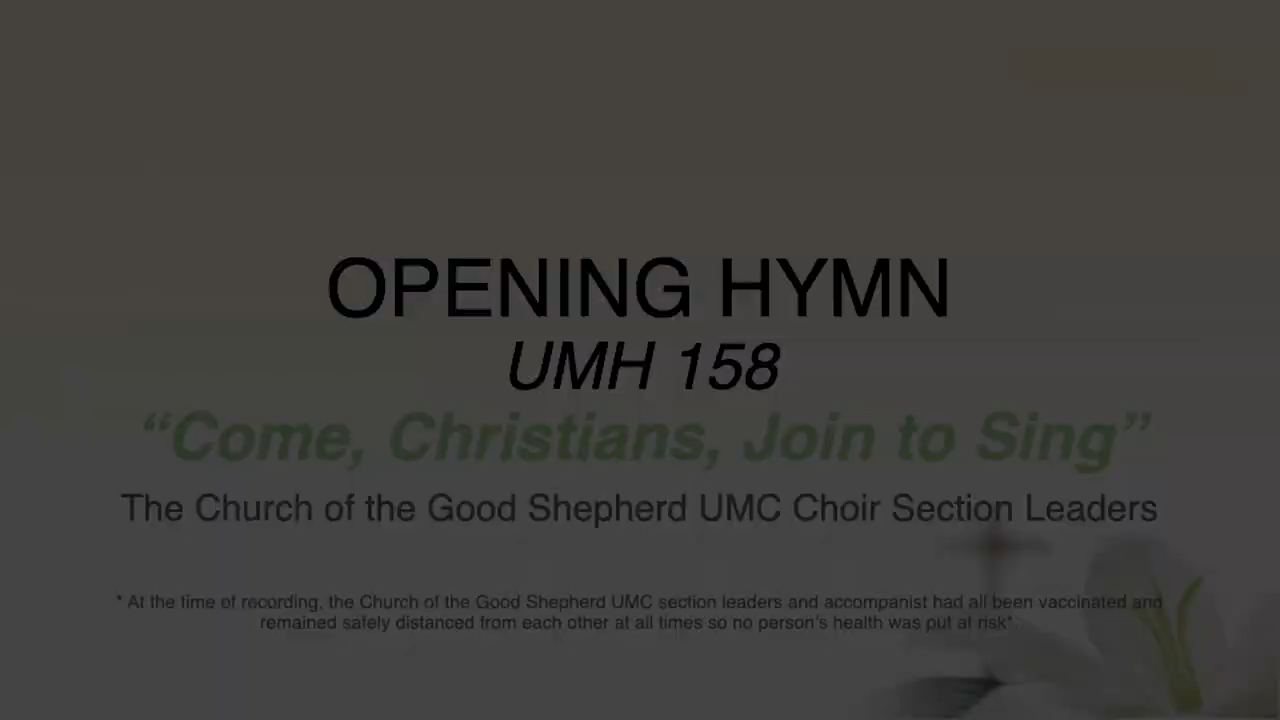 OPENING HYMN
UMH 158
“Come, Christians, Join to Sing”
The Church of the Good Shepherd UMC Choir Section Leaders
* At the time of recording, the Church of the Good Shepherd UMC section leaders and accompanist had all been vaccinated and
remained safely distanced from each other at all times so no person's health was put at risk*.